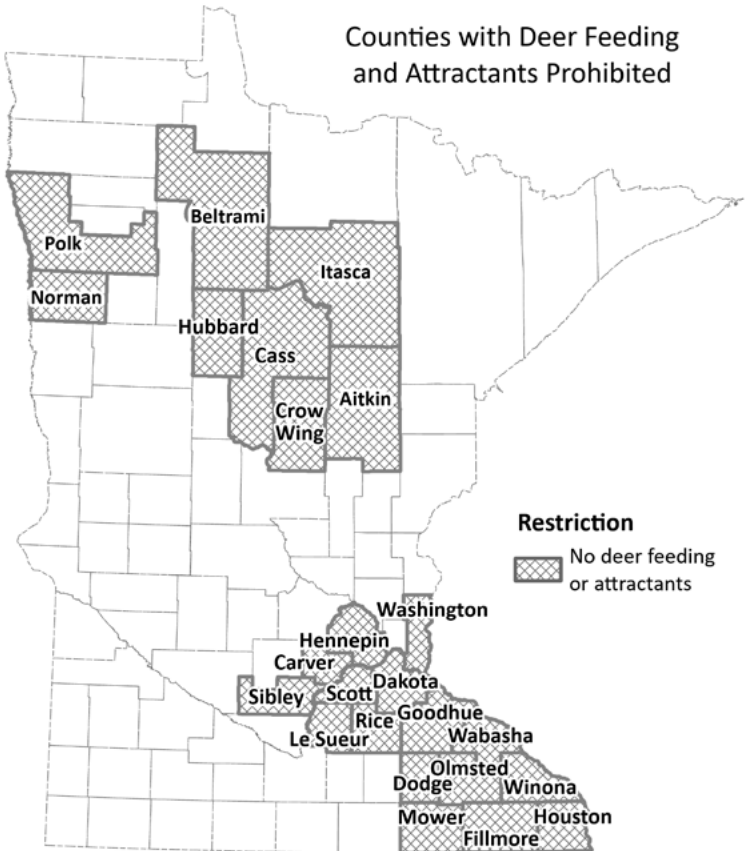 Counties with Deer Feeding
and Attractants Prohibited
Beltrami
Polk
Itasca
Norman
Hubbard
Cass
Aitkin
Crow
Wing
Restriction
No deer feeding
or attractants
Washington
Hennepin
Carver
Dakota
Sibley
Scott
Goodhue
Rice
Wabasha
Le Sueur
Olmsted
Dodge
Winona
Mower
Houston
Fillmore